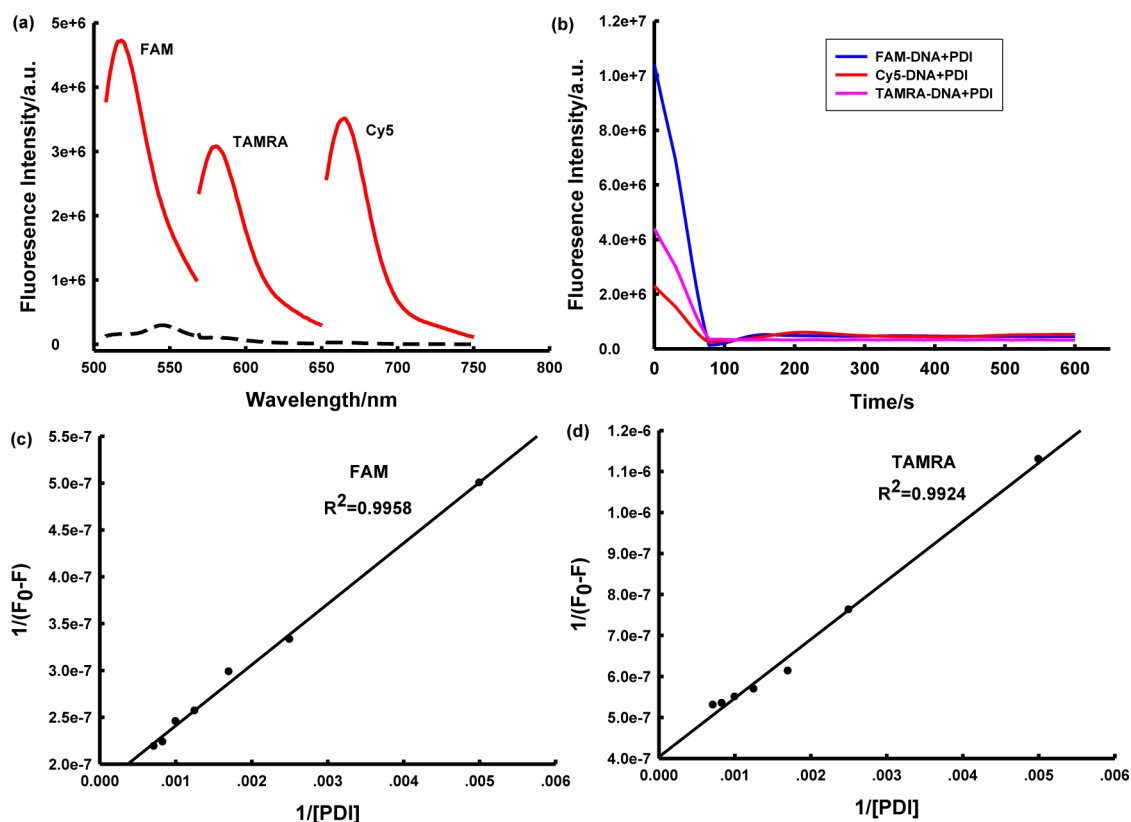 (a)
Fluoresence Intensity/a.u.
5e+6
4e+6
3e+6
2e+6
1e+6
0
FAM
TAMRA
Cy5
500 550 600 650 700 750 800
Wavelength/nm
(b)
Fluoresence Intensity/a.u.
1.2e+7
1.0e+7
8.0e+6
6.0e+6
4.0e+6
2.0e+6
0.0
FAM-DNA+PDI
Cy5-DNA+PDI
TAMRA-DNA+PDI
0 100 200 300 400 500 600
Time/s
(c)
1/(F0-F)
5.5e-7
5.0e-7
4.5e-7
4.0e-7
3.5e-7
3.0e-7
2.5e-7
2.0e-7
FAM
R2=0.9958
0.000 .001 .002 .003 .004 .005 .006
1/[PDI]
(d)
1/(F0-F)
1.2e-6
1.1e-6
1.0e-6
9.0e-7
8.0e-7
7.0e-7
6.0e-7
5.0e-7
4.0e-7
TAMRA
R2=0.9924
0.000 .001 .002 .003 .004 .005 .006
1/[PDI]